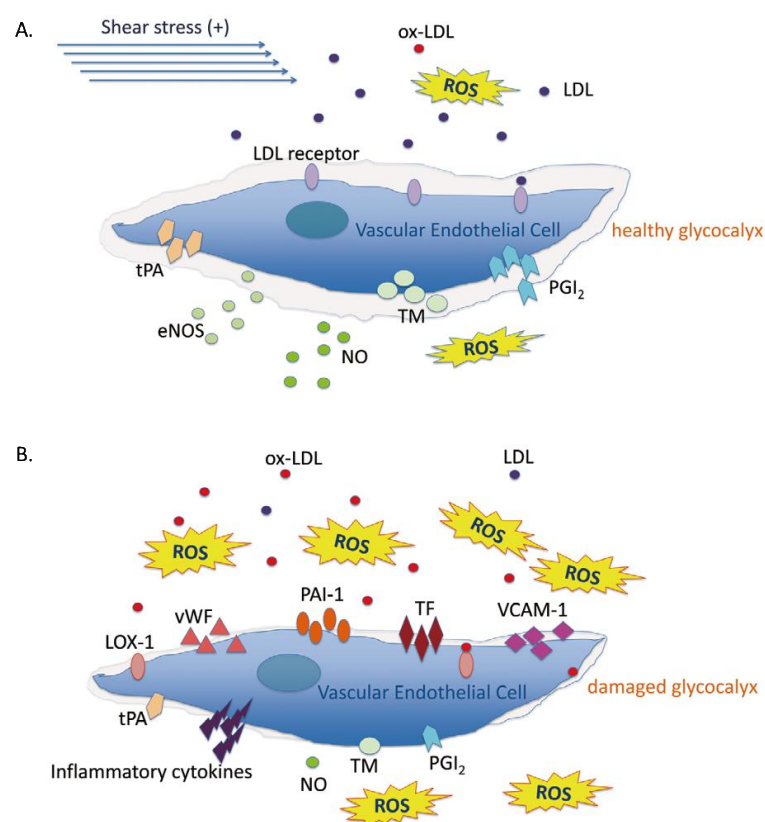 A.
Shear stress (+)
ox-LDL
ROS
LDL
LDL receptor
Vascular Endothelial Cell
healthy glycocalyx
tPA
PGI₂
TM
eNOS
NO
ROS
B.
ox-LDL
LDL
ROS
ROS
ROS
ROS
PAI-1
TF
VCAM-1
vWF
LOX-1
Vascular Endothelial Cell
damaged glycocalyx
tPA
Inflammatory cytokines
NO
TM
PGI₂
ROS
ROS